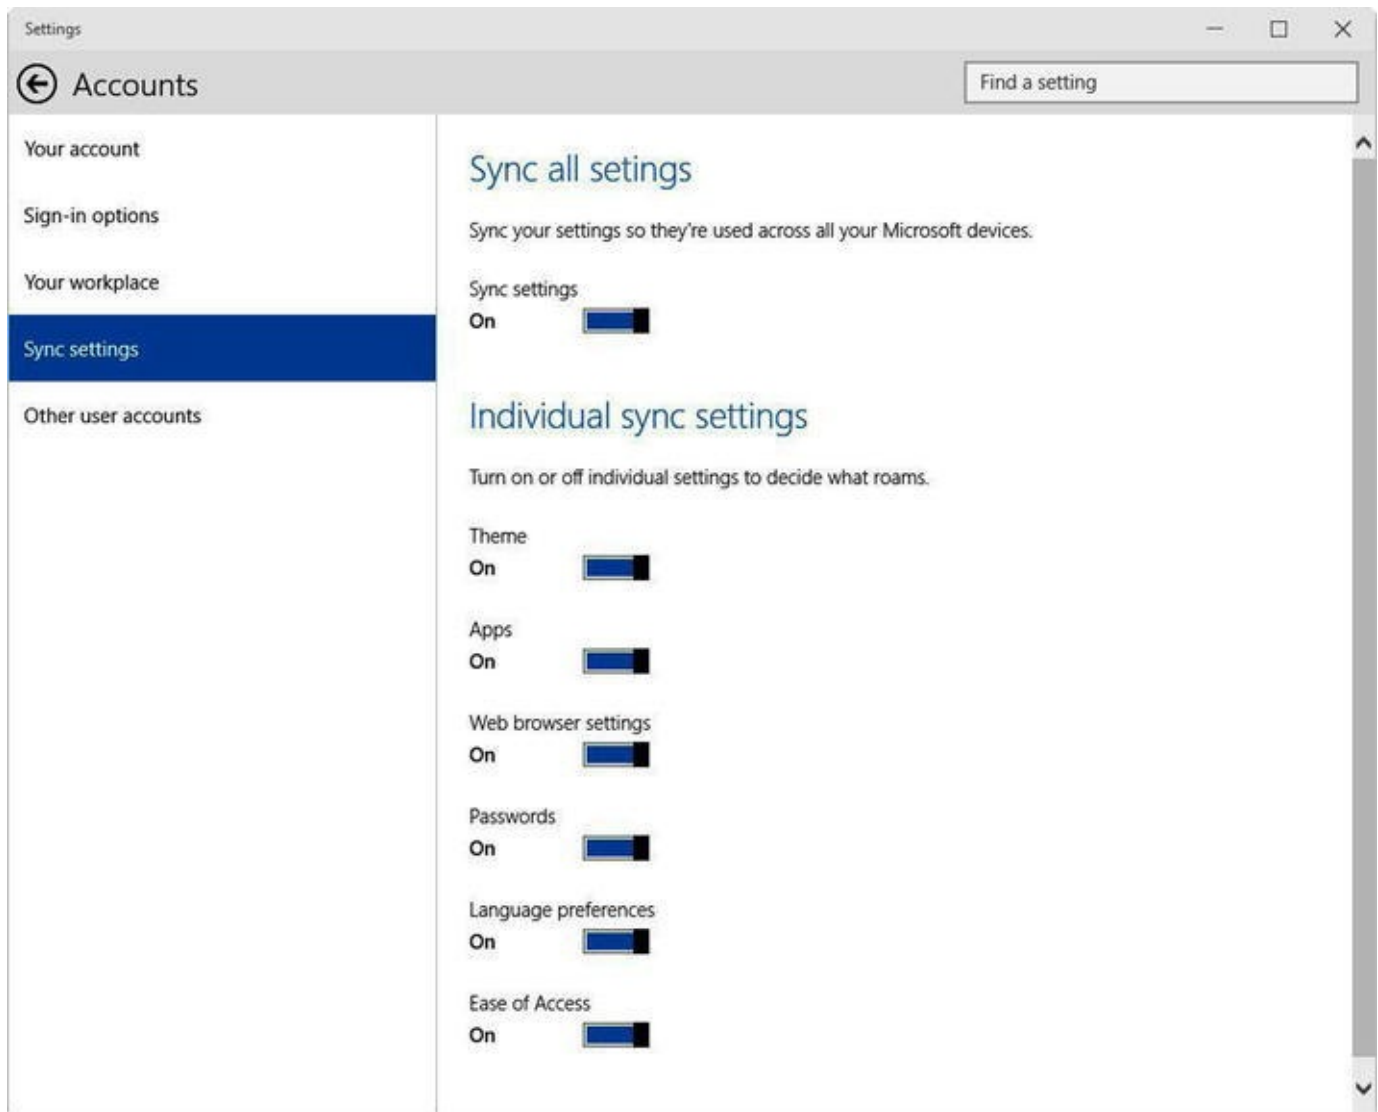 Settings
Accounts
Find a setting
Your account
Sign-in options
Your workplace
Sync settings
Other user accounts
Sync all setings
Sync your settings so they're used across all your Microsoft devices.
Sync settings
On
Individual sync settings
Turn on or off individual settings to decide what roams.
Theme
On
Apps
On
Web browser settings
On
Passwords
On
Language preferences
On
Ease of Access
On